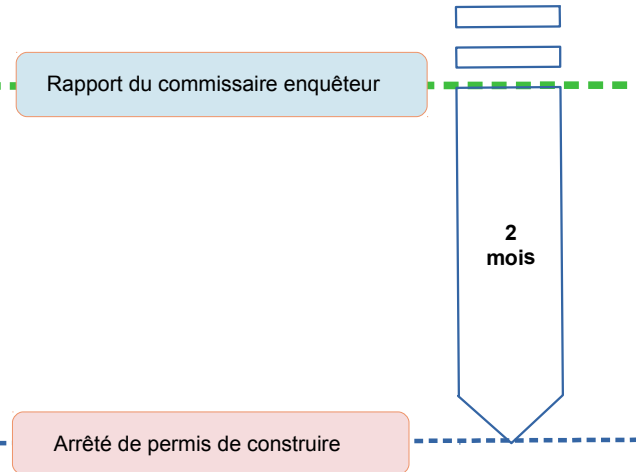 Rapport du commissaire enquêteur
2
mois
Arrêté de permis de construire